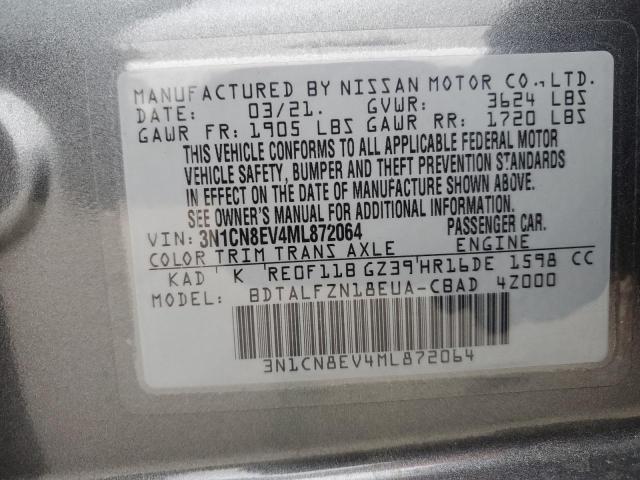 MANUFACTURED BY NISSAN MOTOR CO.,LTD.
DATE: 03/21. GVWR: 3624 LBS
GAWR FR: 1905 LBS GAWR RR: 1720 LBS
THIS VEHICLE CONFORMS TO ALL APPLICABLE FEDERAL MOTOR
VEHICLE SAFETY, BUMPER AND THEFT PREVENTION STANDARDS
IN EFFECT ON THE DATE OF MANUFACTURE SHOWN ABOVE.
SEE OWNER'S MANUAL FOR ADDITIONAL INFORMATION.
VIN: 3N1CN8EV4ML872064 PASSENGER CAR.
COLOR TRIM TRANS AXLE ENGINE
KAD K RE0F11B GZ39 HR16DE 1598 CC
MODEL: BDTALFZN18EUA-CBAD 4Z000
3N1CN8EV4ML872064